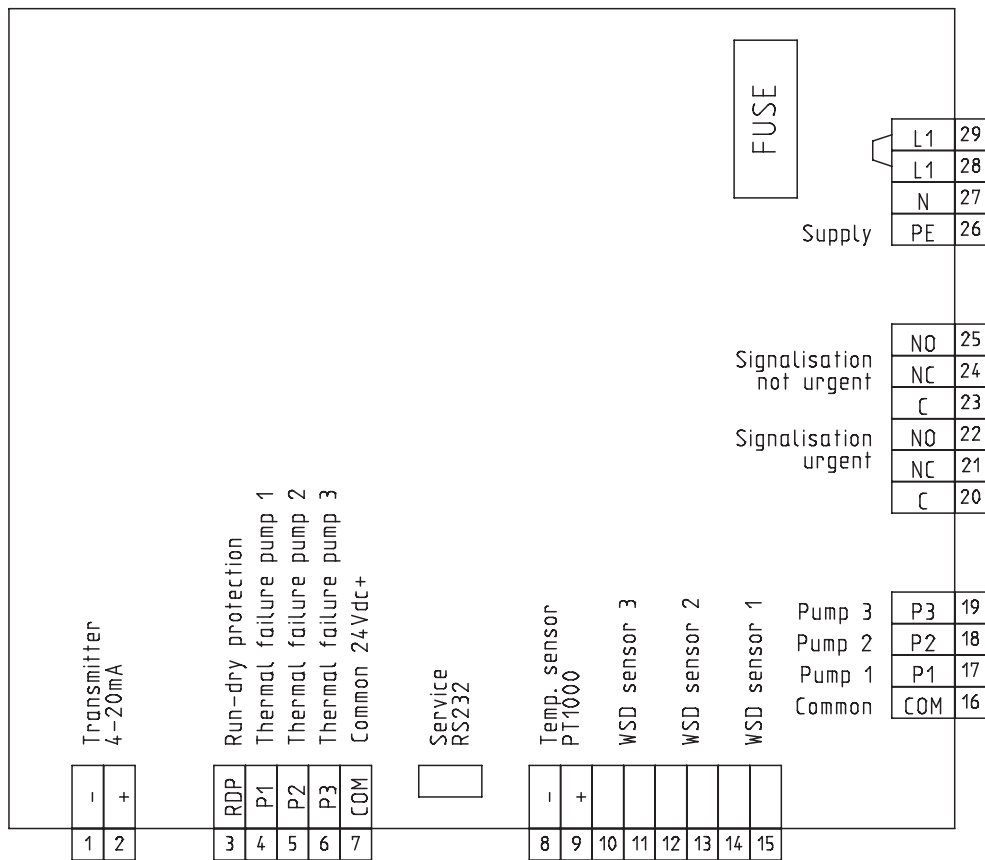 FUSE
L1 29
L1 28
N 27
Supply PE 26
NO 25
Signalisation
not urgent
NC 24
C 23
NO 22
Signalisation
urgent
NC 21
C 20
Pump 3 P3 19
Pump 2 P2 18
Pump 1 P1 17
Common COM 16
Transmitter
4-20mA
Run-dry protection
Thermal failure pump 1
Thermal failure pump 2
Thermal failure pump 3
Common 24Vdc+
Service
RS232
Temp. sensor
PT1000
WSD sensor 3
WSD sensor 2
WSD sensor 1
- + RDP P1 P2 P3 COM - +
1 2 3 4 5 6 7 8 9 10 11 12 13 14 15